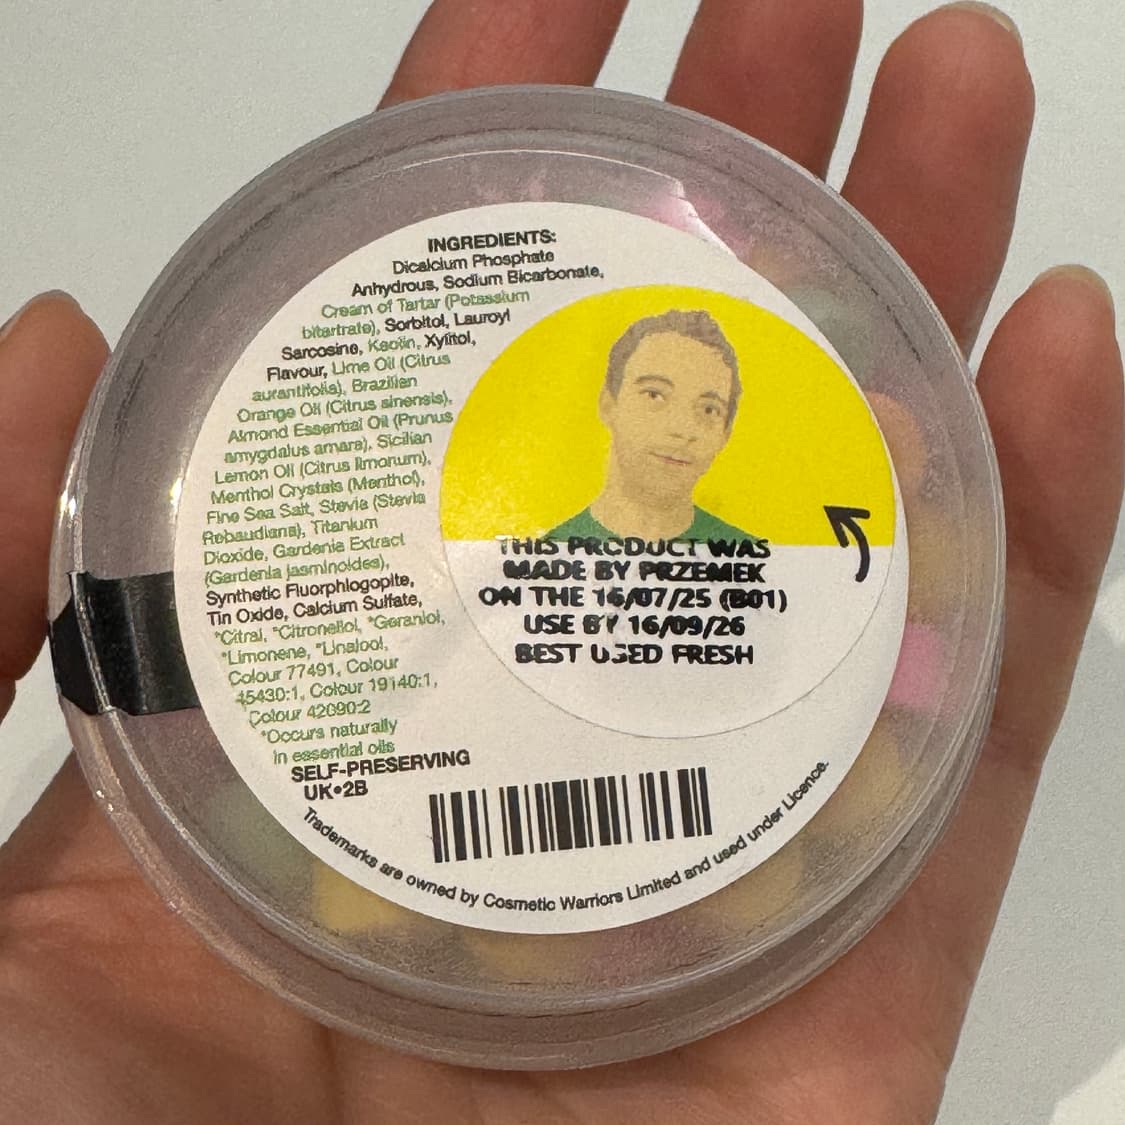 INGREDIENTS:
Dicalcium Phosphate
Anhydrous, Sodium Bicarbonate,
Cream of Tartar (Potassium
bitartrate), Sorbitol, Lauroyl
Sarcosine, Kaolin, Xylitol,
Flavour, Lime Oil (Citrus
aurantifolia), Brazilian
Orange Oil (Citrus sinensis),
Almond Essential Oil (Prunus
amygdalus amara), Sicilian
Lemon Oil (Citrus limonum),
Menthol Crystals (Menthol),
Fine Sea Salt, Stevia (Stevia
Rebaudiana), Titanium
Dioxide, Gardenia Extract
(Gardenia jasminoides),
Synthetic Fluorphlogopite,
Tin Oxide, Calcium Sulfate,
*Citral, *Citronellol, *Geraniol,
*Limonene, *Linalool,
Colour 77491, Colour
45430:1, Colour 19140:1,
Colour 42090:2
*Occurs naturally
in essential oils
SELF-PRESERVING
UK•2B
THIS PRODUCT WAS
MADE BY PRZEMEK
ON THE 16/07/25 (B01)
USE BY 16/09/26
BEST USED FRESH
Trademarks are owned by Cosmetic Warriors Limited and used under Licence.